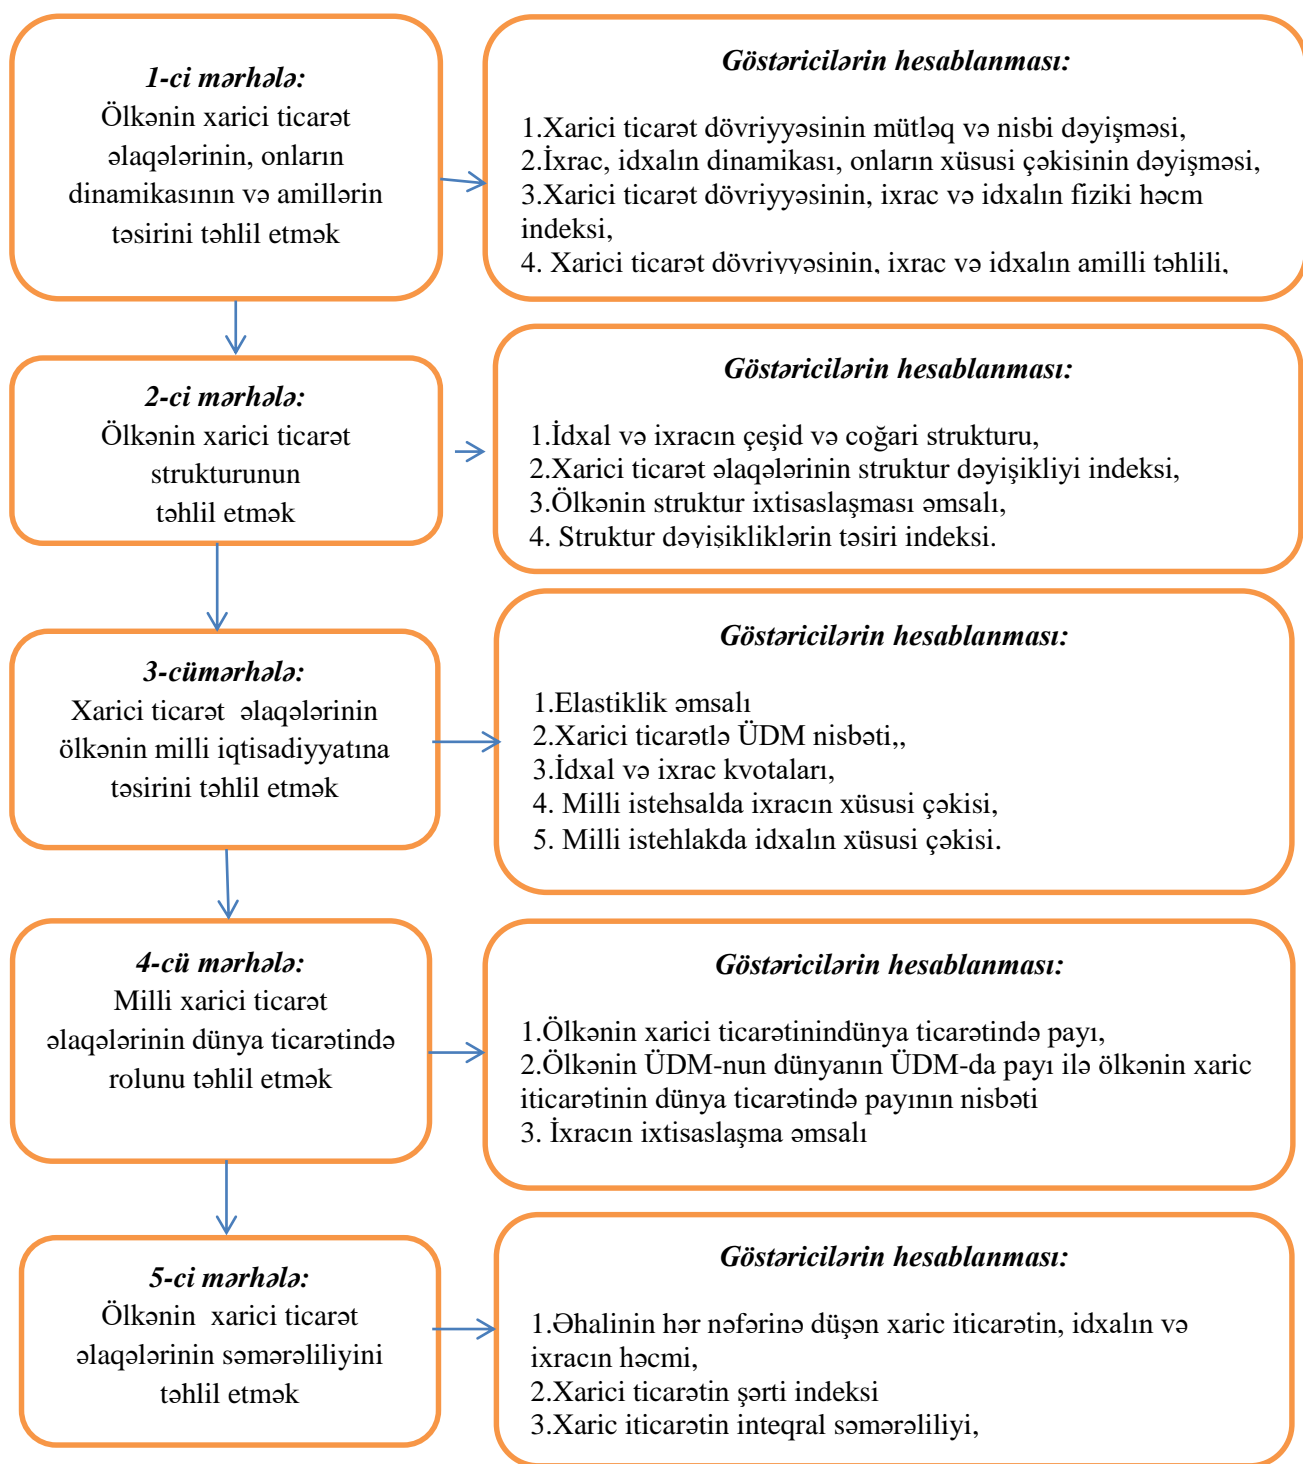 1-ci mərhələ:
Ölkənin xarici ticarət
əlaqələrinin, onların
dinamikasının və amillərin
təsirini təhlil etmək
Göstəricilərin hesablanması:
1.Xarici ticarət dövriyyəsinin mütləq və nisbi dəyişməsi,
2.İxrac, idxalın dinamikası, onların xüsusi çəkisinin dəyişməsi,
3.Xarici ticarət dövriyyəsinin, ixrac və idxalın fiziki həcm
indeksi,
4. Xarici ticarət dövriyyəsinin, ixrac və idxalın amilli təhlili,
2-ci mərhələ:
Ölkənin xarici ticarət
strukturunun
təhlil etmək
Göstəricilərin hesablanması:
1.İdxal və ixracın çeşid və coğari strukturu,
2.Xarici ticarət əlaqələrinin struktur dəyişikliyi indeksi,
3.Ölkənin struktur ixtisaslaşması əmsalı,
4. Struktur dəyişikliklərin təsiri indeksi.
3-cümərhələ:
Xarici ticarət əlaqələrinin
ölkənin milli iqtisadiyyatına
təsirini təhlil etmək
Göstəricilərin hesablanması:
1.Elastiklik əmsalı
2.Xarici ticarətlə ÜDM nisbəti,,
3.İdxal və ixrac kvotaları,
4. Milli istehsalda ixracın xüsusi çəkisi,
5. Milli istehlakda idxalın xüsusi çəkisi.
4-cü mərhələ:
Milli xarici ticarət
əlaqələrinin dünya ticarətində
rolunu təhlil etmək
Göstəricilərin hesablanması:
1.Ölkənin xarici ticarətinindünya ticarətində payı,
2.Ölkənin ÜDM-nun dünyanın ÜDM-da payı ilə ölkənin xaric
iticarətinin dünya ticarətində payının nisbəti
3. İxracın ixtisaslaşma əmsalı
5-ci mərhələ:
Ölkənin xarici ticarət
əlaqələrinin səmərəliliyini
təhlil etmək
Göstəricilərin hesablanması:
1.Əhalinin hər nəfərinə düşən xaric iticarətin, idxalın və
ixracın həcmi,
2.Xarici ticarətin şərti indeksi
3.Xaric iticarətin inteqral səmərəliliyi,